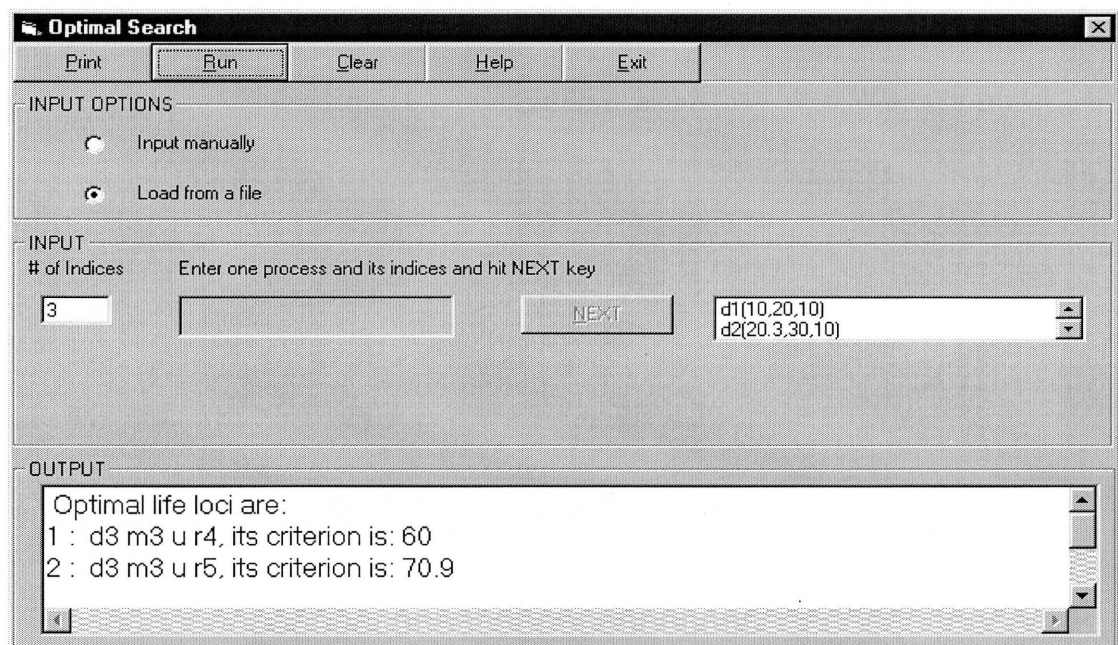 Optimal Search
Print Run Clear Help Exit
INPUT OPTIONS
Input manually
Load from a file
INPUT
# of Indices Enter one process and its indices and hit NEXT key
3 NEXT
d1(10,20,10)
d2(20.3,30,10)
OUTPUT
Optimal life loci are:
1 : d3 m3 u r4, its criterion is: 60
2 : d3 m3 u r5, its criterion is: 70.9